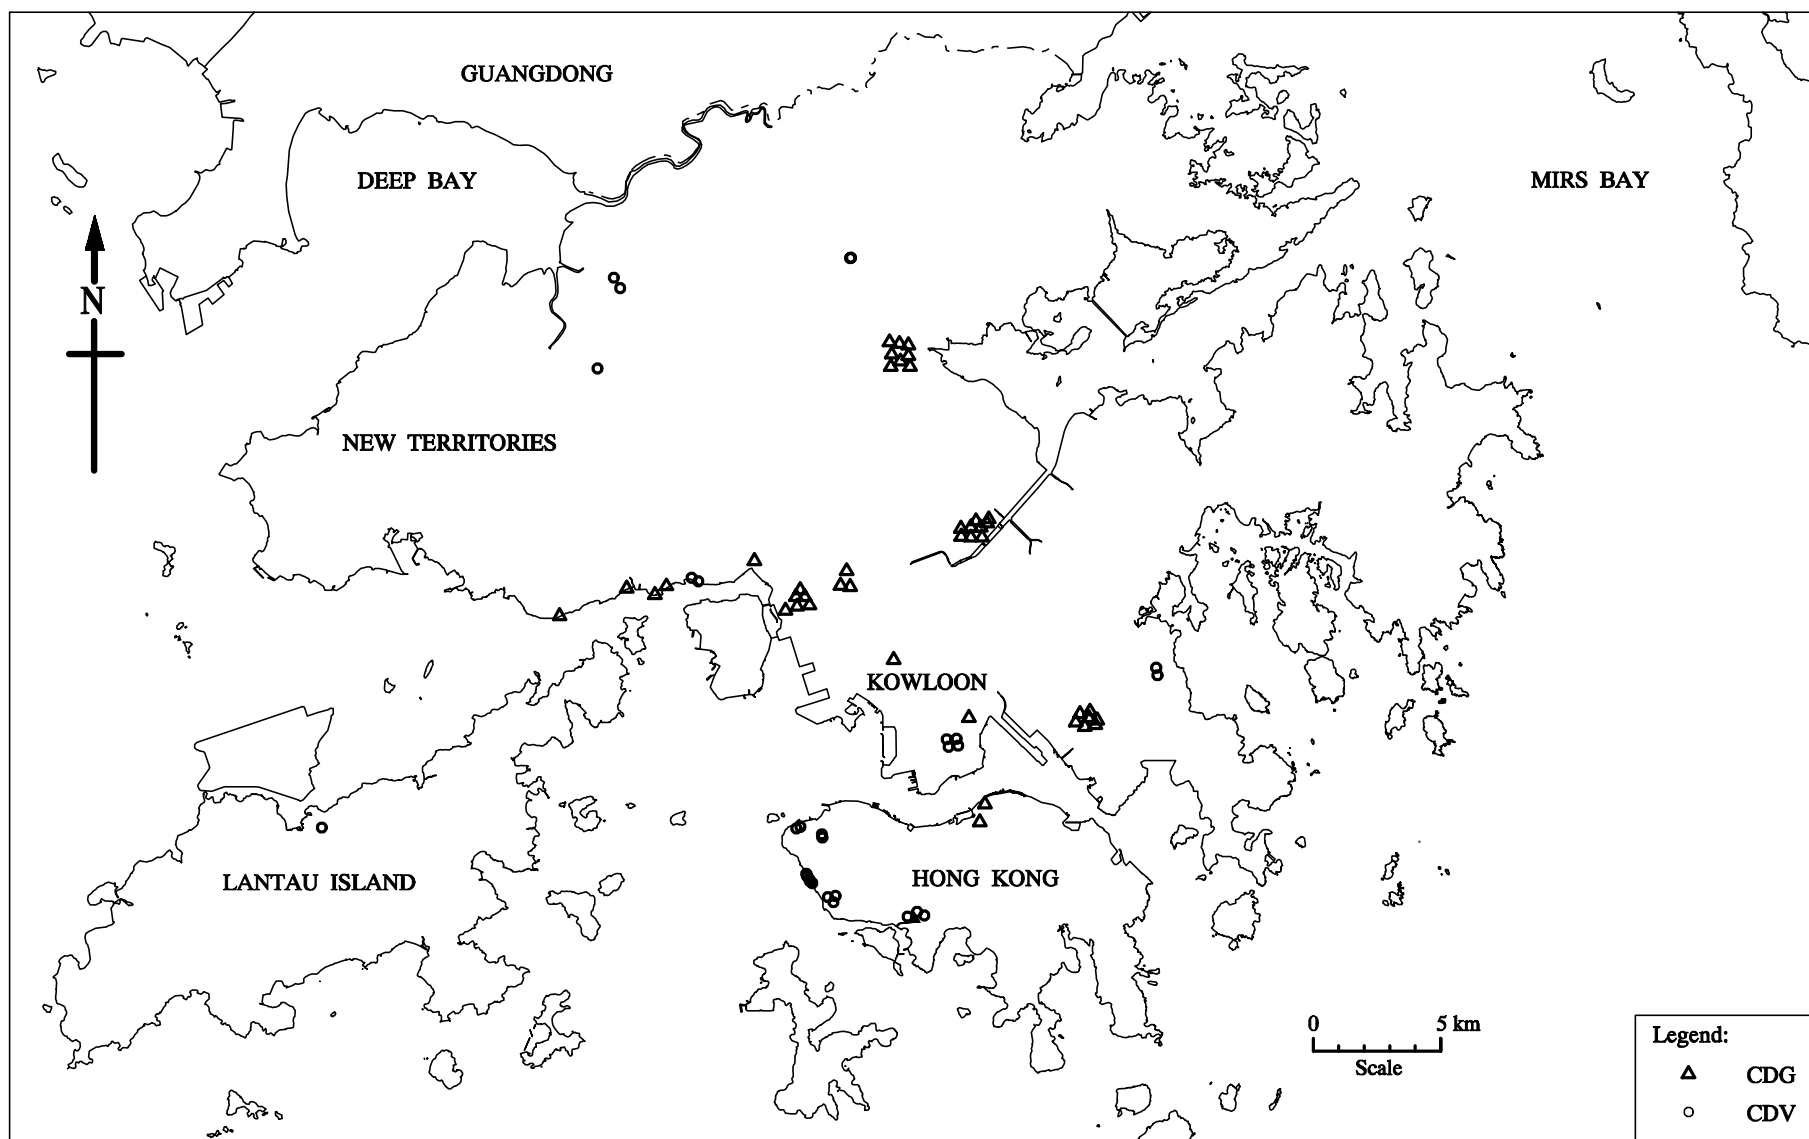 GUANGDONG
DEEP BAY
MIRS BAY
N
NEW TERRITORIES
KOWLOON
LANTAU ISLAND
HONG KONG
0 5 km
Scale
Legend:
CDG
CDV